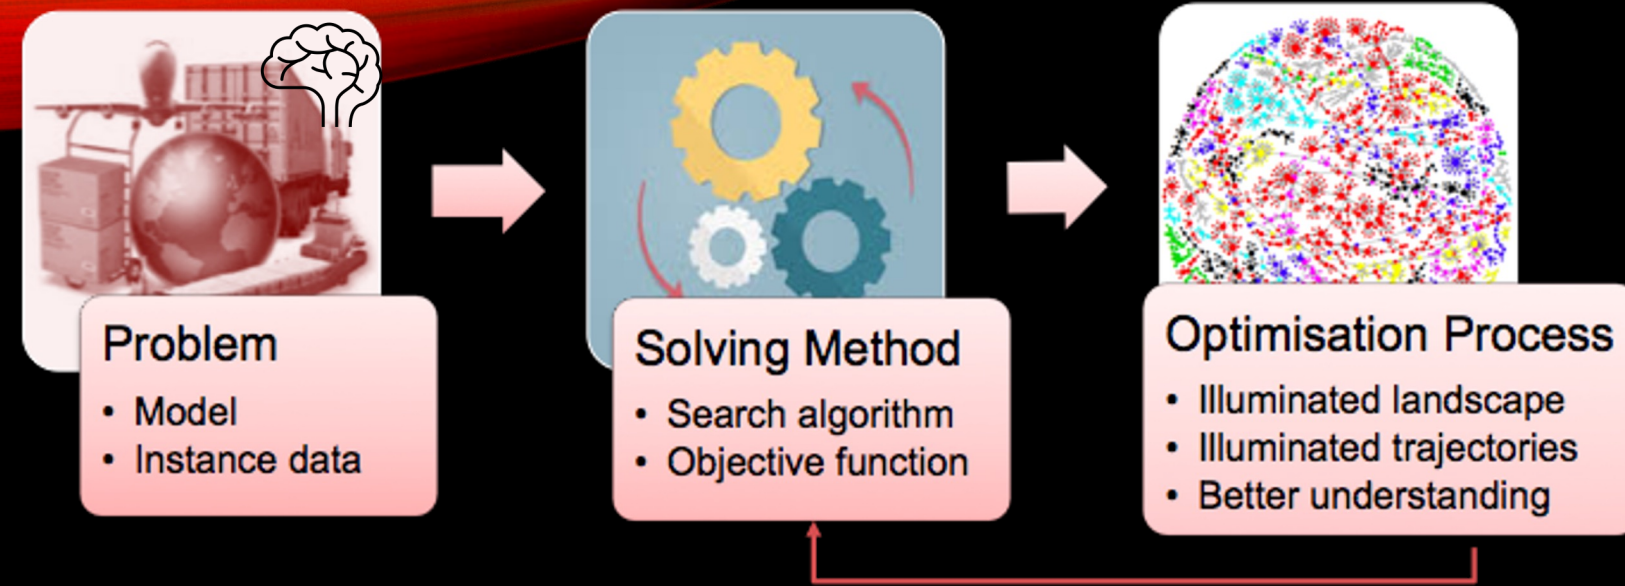 Problem
• Model
• Instance data
Solving Method
• Search algorithm
• Objective function
Optimisation Process
• Illuminated landscape
• Illuminated trajectories
• Better understanding